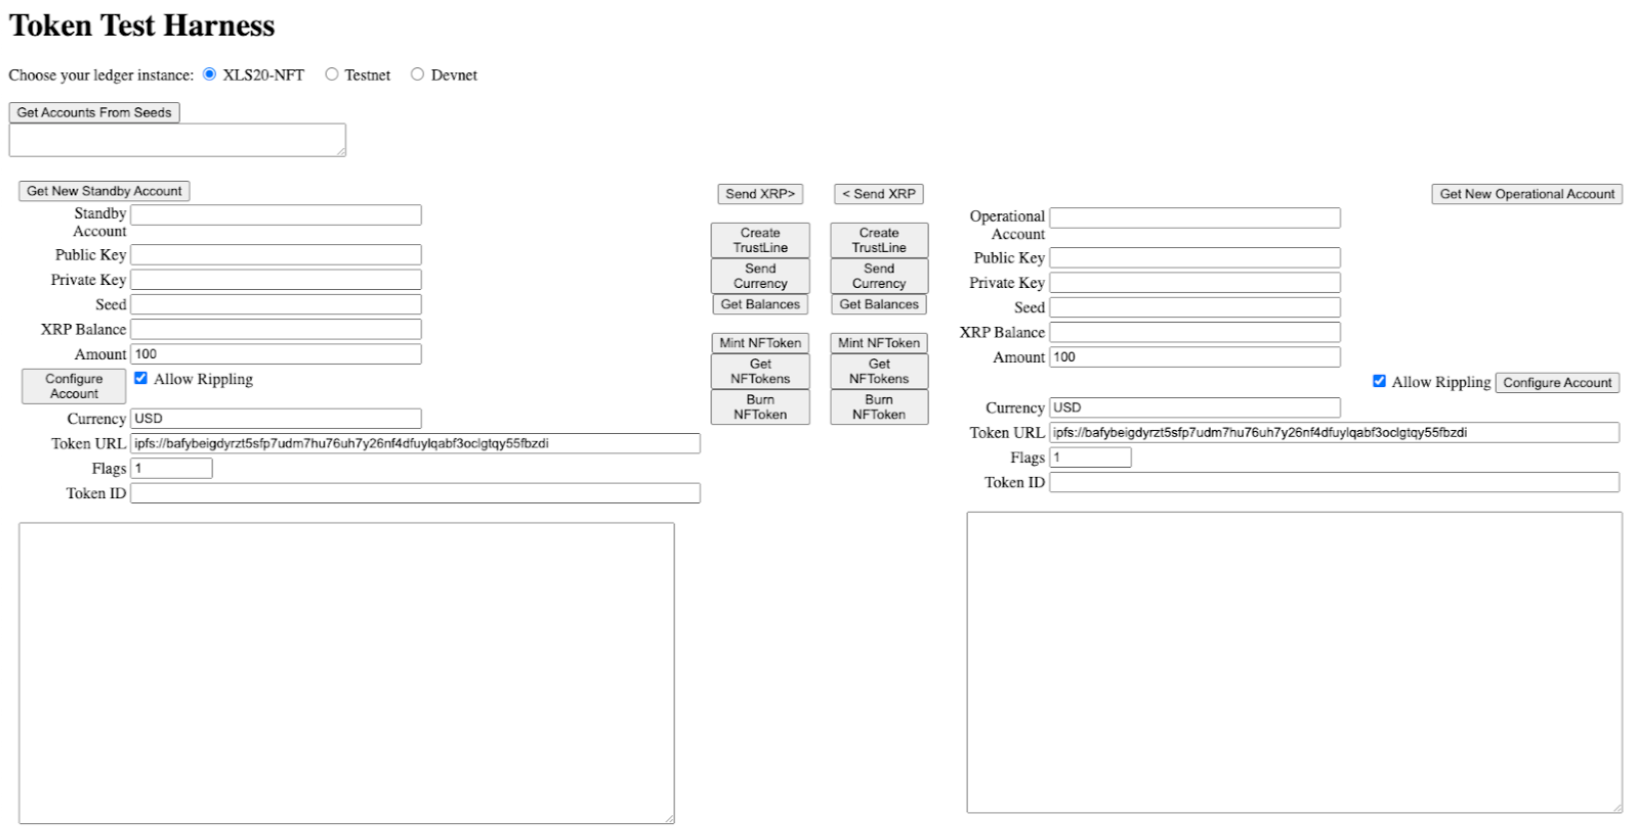 Token Test Harness
Choose your ledger instance: XLS20-NFT Testnet Devnet
Get Accounts From Seeds
Get New Standby Account
Standby
Account
Public Key
Private Key
Seed
XRP Balance
Amount 100
Configure
Account
Allow Rippling
Currency USD
Token URL ipfs://bafybeigdyrzt5sfp7udm7hu76uh7y26nf4dfuylqabf3oclgtqy55fbzdi
Flags 1
Token ID
Send XRP>
Create
TrustLine
Send
Currency
Get Balances
Mint NFToken
Get
NFTokens
Burn
NFToken
< Send XRP
Create
TrustLine
Send
Currency
Get Balances
Mint NFToken
Get
NFTokens
Burn
NFToken
Get New Operational Account
Operational
Account
Public Key
Private Key
Seed
XRP Balance
Amount 100
Allow Rippling Configure Account
Currency USD
Token URL ipfs://bafybeigdyrzt5sfp7udm7hu76uh7y26nf4dfuylqabf3oclgtqy55fbzdi
Flags 1
Token ID